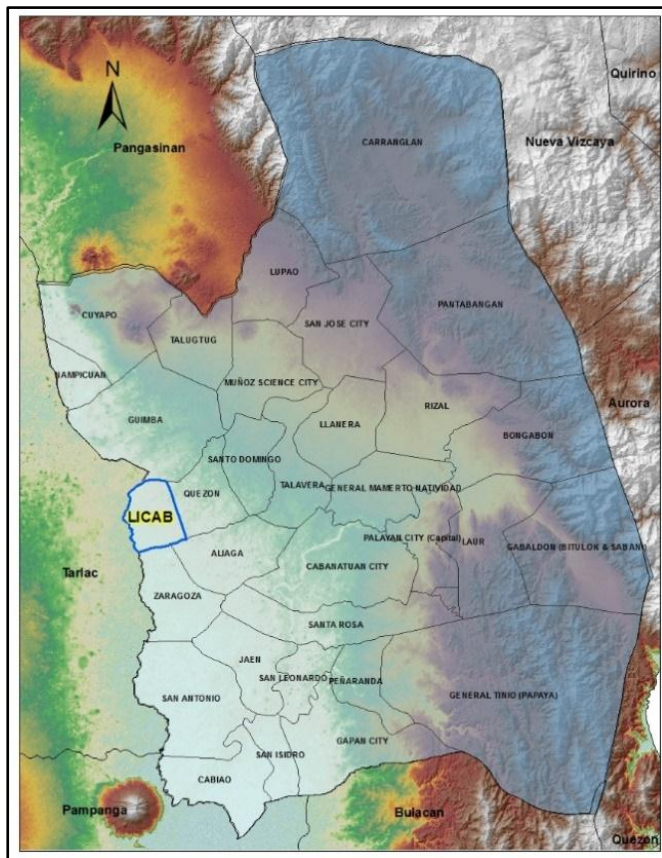 Quirino
N
Pangasinan
Nueva Vizcaya
CARRANGLAN
LUPAO
PANTABANGAN
CUYAPO
SAN JOSE CITY
TALUGTUG
NAMPICUAN
MUÑOZ SCIENCE CITY
RIZAL
Aurora
GUIMBA
LLANERA
BONGABON
SANTO DOMINGO
QUEZON
TALAVERA
GENERAL MAMERTO NATIVIDAD
LICAB
PALAYAN CITY (Capital)
LAUR
ALIAGA
GABALDON (BITULOK & SABANI)
CABANATUAN CITY
Tarlac
ZARAGOZA
SANTA ROSA
JAEN
SAN LEONARDO
PEÑARANDA
SAN ANTONIO
GENERAL TINIO (PAPAYA)
GAPAN CITY
SAN ISIDRO
CABIAO
Pampanga
Bulacan
Quezon